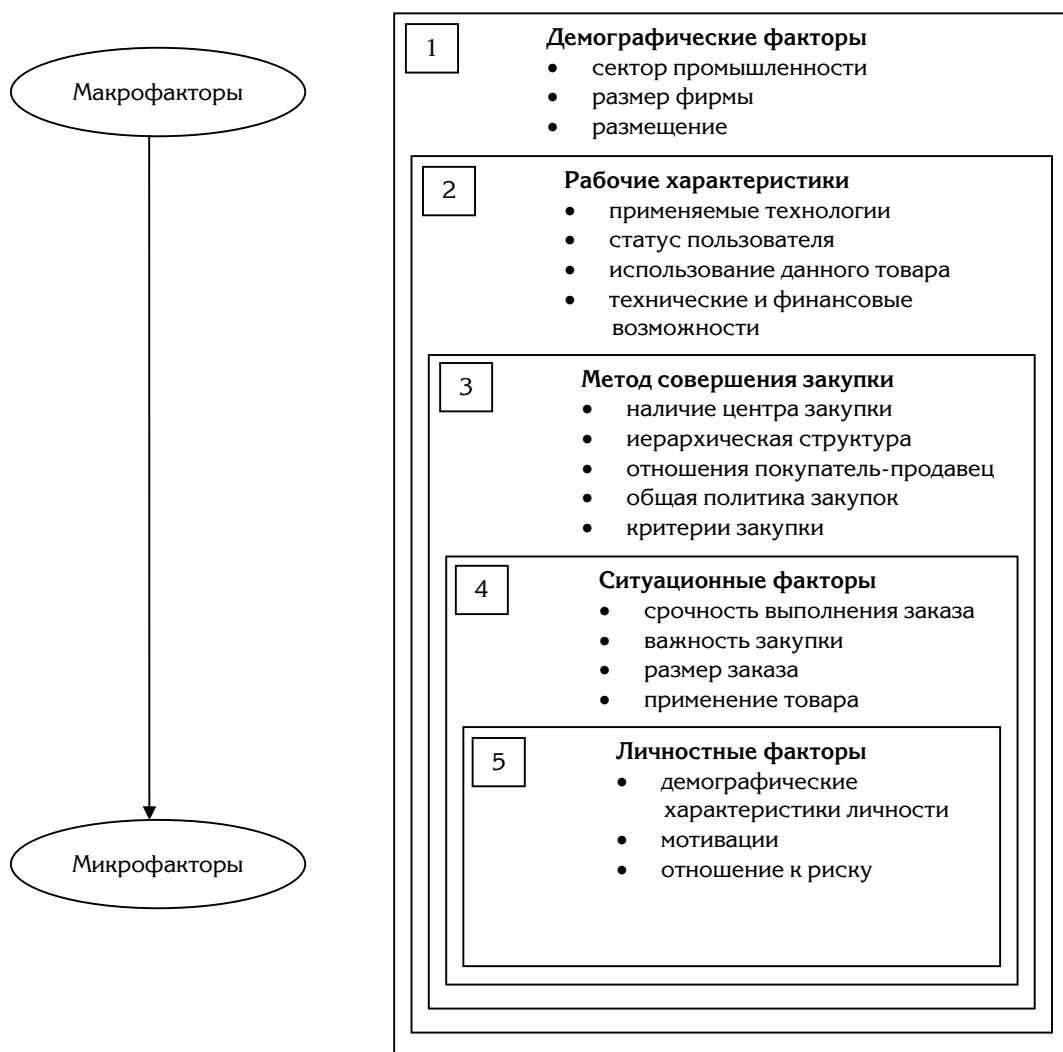 Макрофакторы
1
Демографические факторы
• сектор промышленности
• размер фирмы
• размещение
2
Рабочие характеристики
• применяемые технологии
• статус пользователя
• использование данного товара
• технические и финансовые
возможности
3
Метод совершения закупки
• наличие центра закупки
• иерархическая структура
• отношения покупатель-продавец
• общая политика закупок
• критерии закупки
4
Ситуационные факторы
• срочность выполнения заказа
• важность закупки
• размер заказа
• применение товара
5
Личностные факторы
• демографические
характеристики личности
• мотивации
• отношение к риску
Микрофакторы